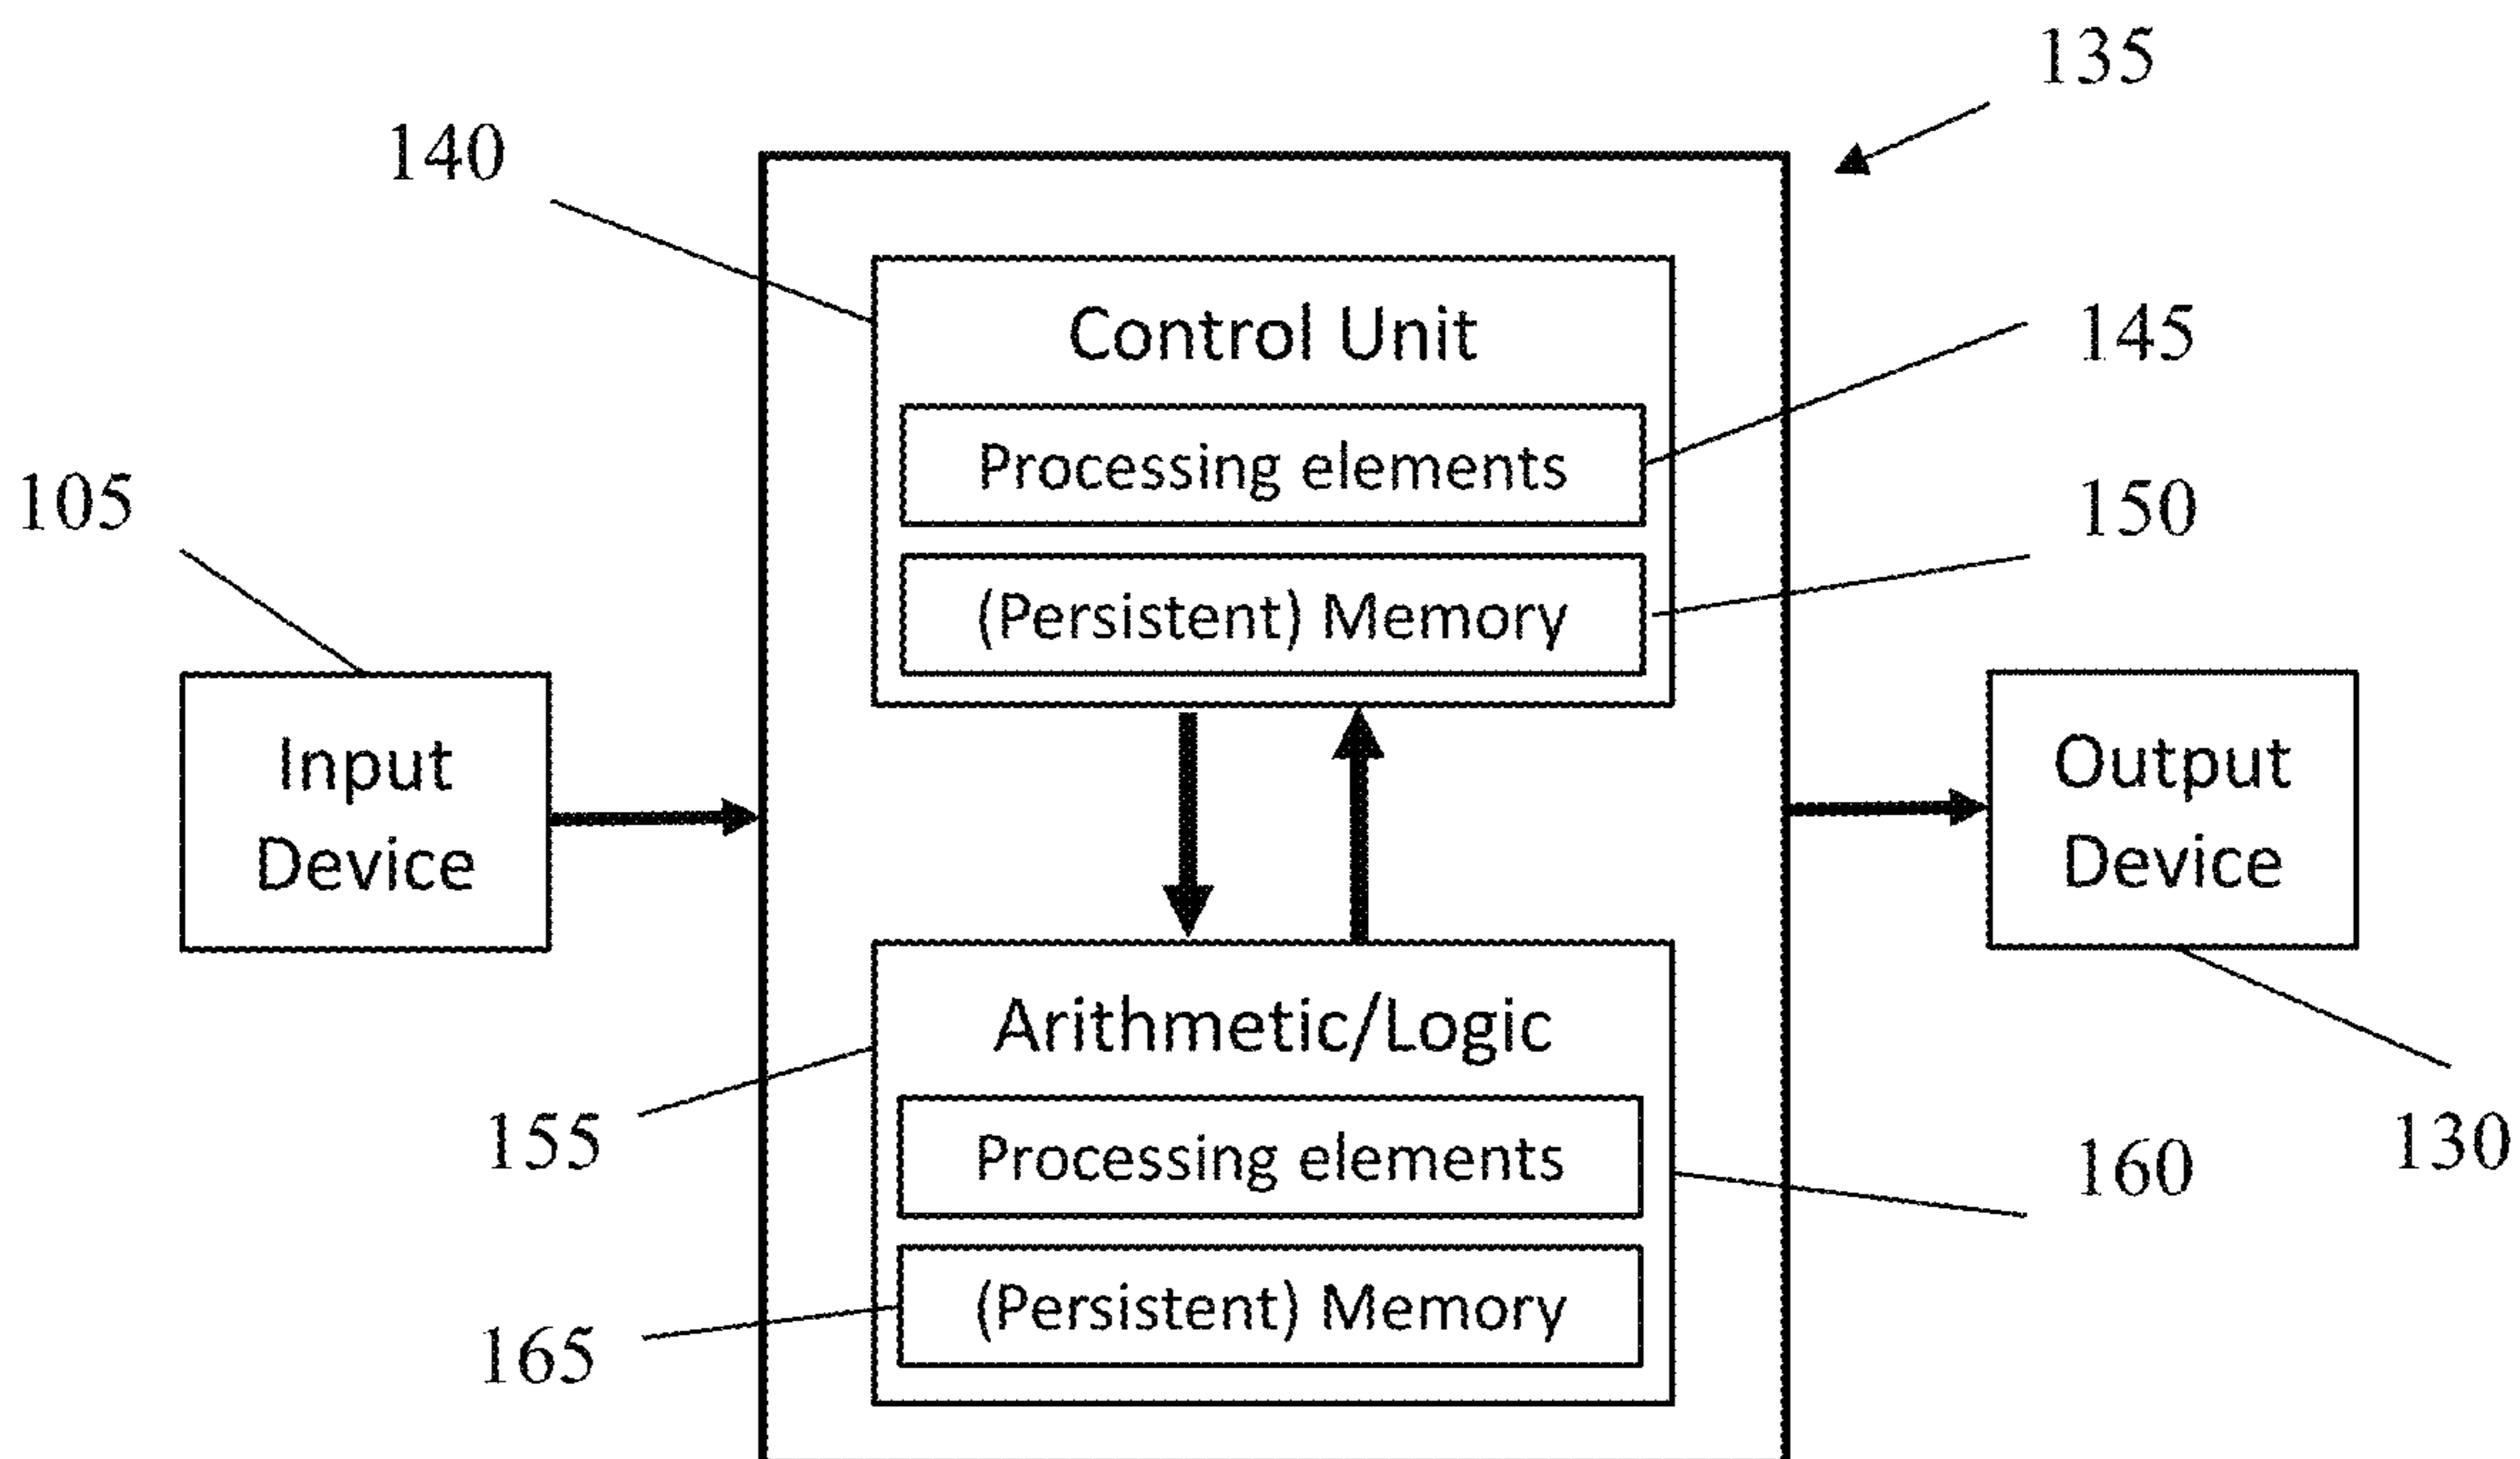 135
140
Control Unit
145
Processing elements
105
150
(Persistent) Memory
Input
Device
Output
Device
Arithmetic/Logic
155
130
Processing elements
160
(Persistent) Memory
165